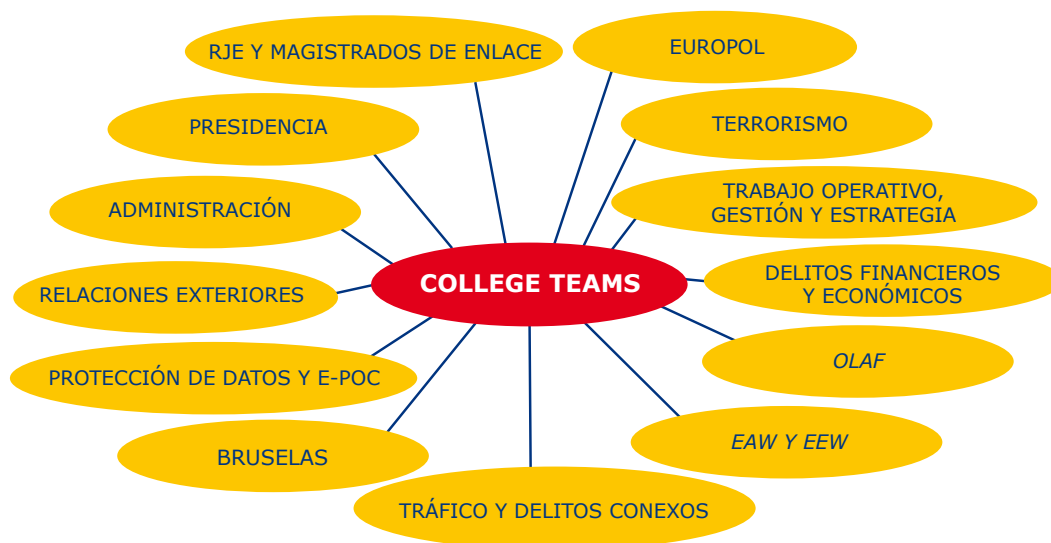 RJE Y MAGISTRADOS DE ENLACE
EUROPOL
PRESIDENCIA
TERRORISMO
ADMINISTRACIÓN
TRABAJO OPERATIVO,
GESTIÓN Y ESTRATEGIA
COLLEGE TEAMS
RELACIONES EXTERIORES
DELITOS FINANCIEROS
Y ECONÓMICOS
OLAF
PROTECCIÓN DE DATOS Y E-POC
EAW Y EEW
BRUSELAS
TRÁFICO Y DELITOS CONEXOS